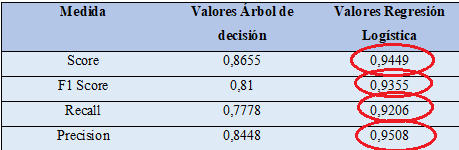 Medida Valores Árbol de decisión Valores Regresión Logística
Score 0,8655 0,9449
F1 Score 0,81 0,9355
Recall 0,7778 0,9206
Precision 0,8448 0,9508